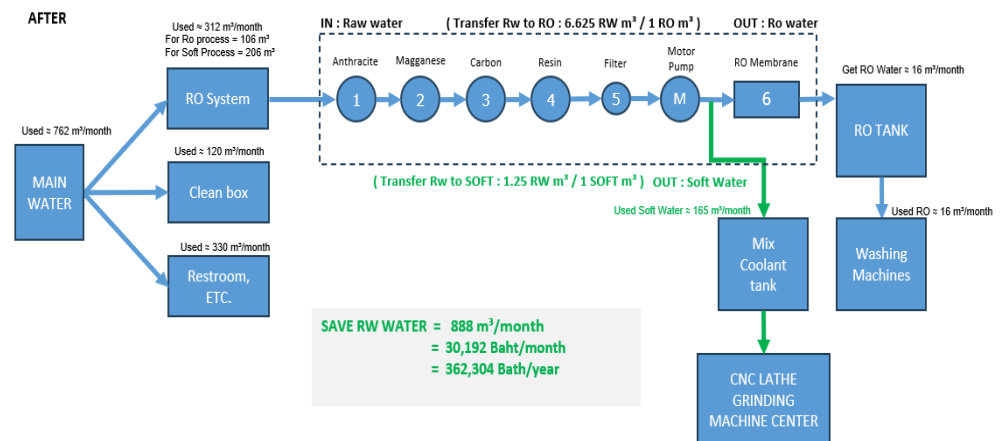 AFTER
Used ≈ 312 m³/month
For Ro process = 106 m³
For Soft Process = 206 m³
IN : Raw water
( Transfer Rw to RO : 6.625 RW m³ / 1 RO m³ )
OUT : Ro water
Anthracite
Magganese
Carbon
Resin
Filter
Motor
Pump
RO Membrane
1
2
3
4
5
M
6
RO System
Get RO Water ≈ 16 m³/month
RO TANK
Used ≈ 762 m³/month
MAIN
WATER
Used ≈ 120 m³/month
Clean box
( Transfer Rw to SOFT : 1.25 RW m³ / 1 SOFT m³ )
OUT : Soft Water
Used Soft Water ≈ 165 m³/month
Used RO ≈ 16 m³/month
Used ≈ 330 m³/month
Restroom,
ETC.
Mix
Coolant
tank
Washing
Machines
SAVE RW WATER = 888 m³/month
= 30,192 Baht/month
= 362,304 Bath/year
CNC LATHE
GRINDING
MACHINE CENTER